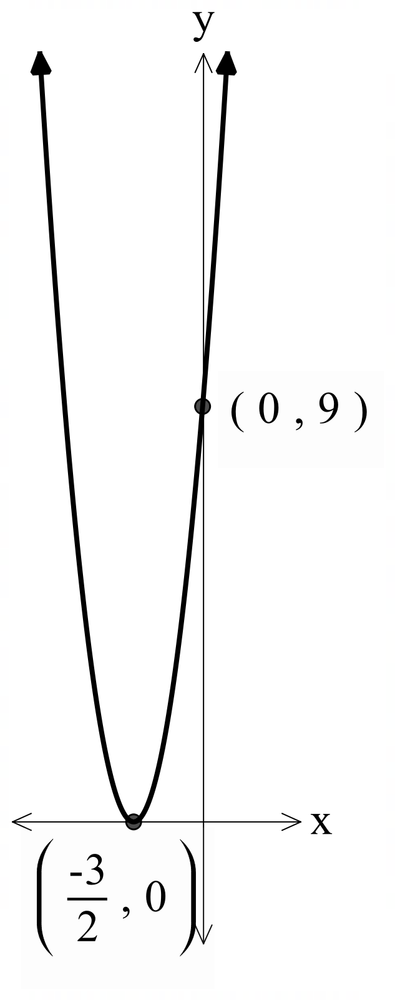 y
( 0 , 9 )
x
( -3/2 , 0 )